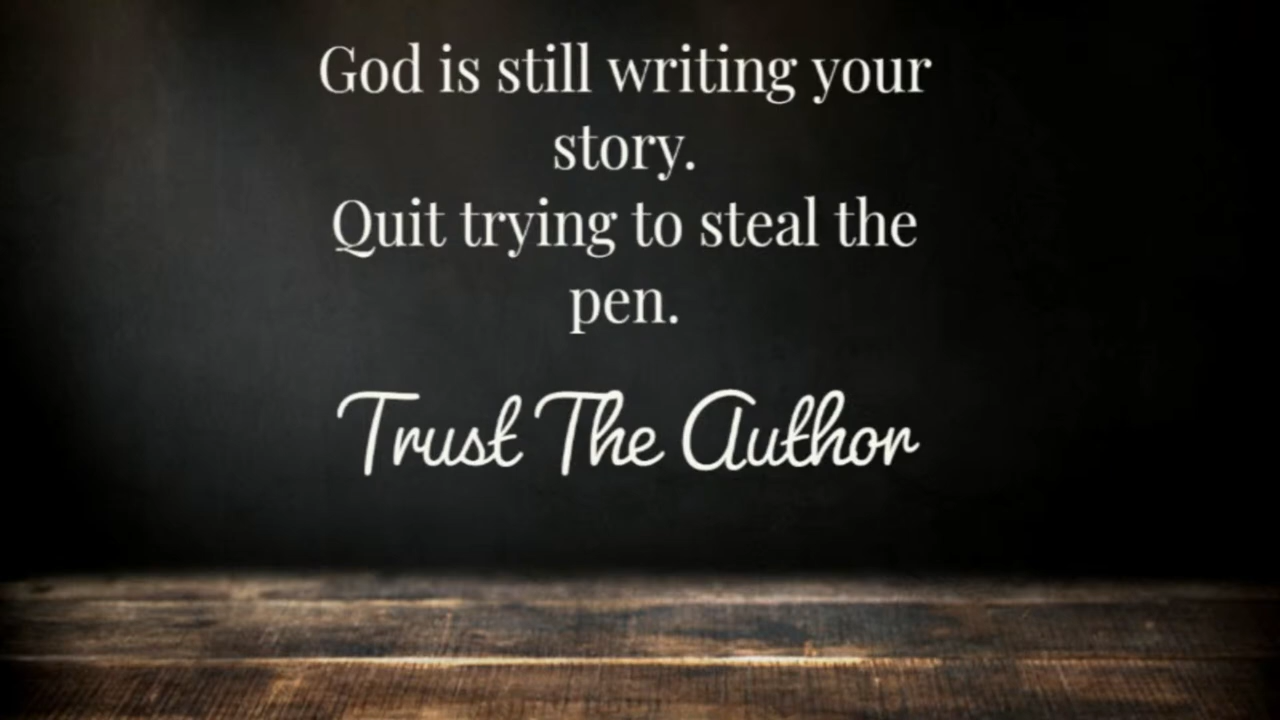 God is still writing your
story.
Quit trying to steal the
pen.
Trust The Author